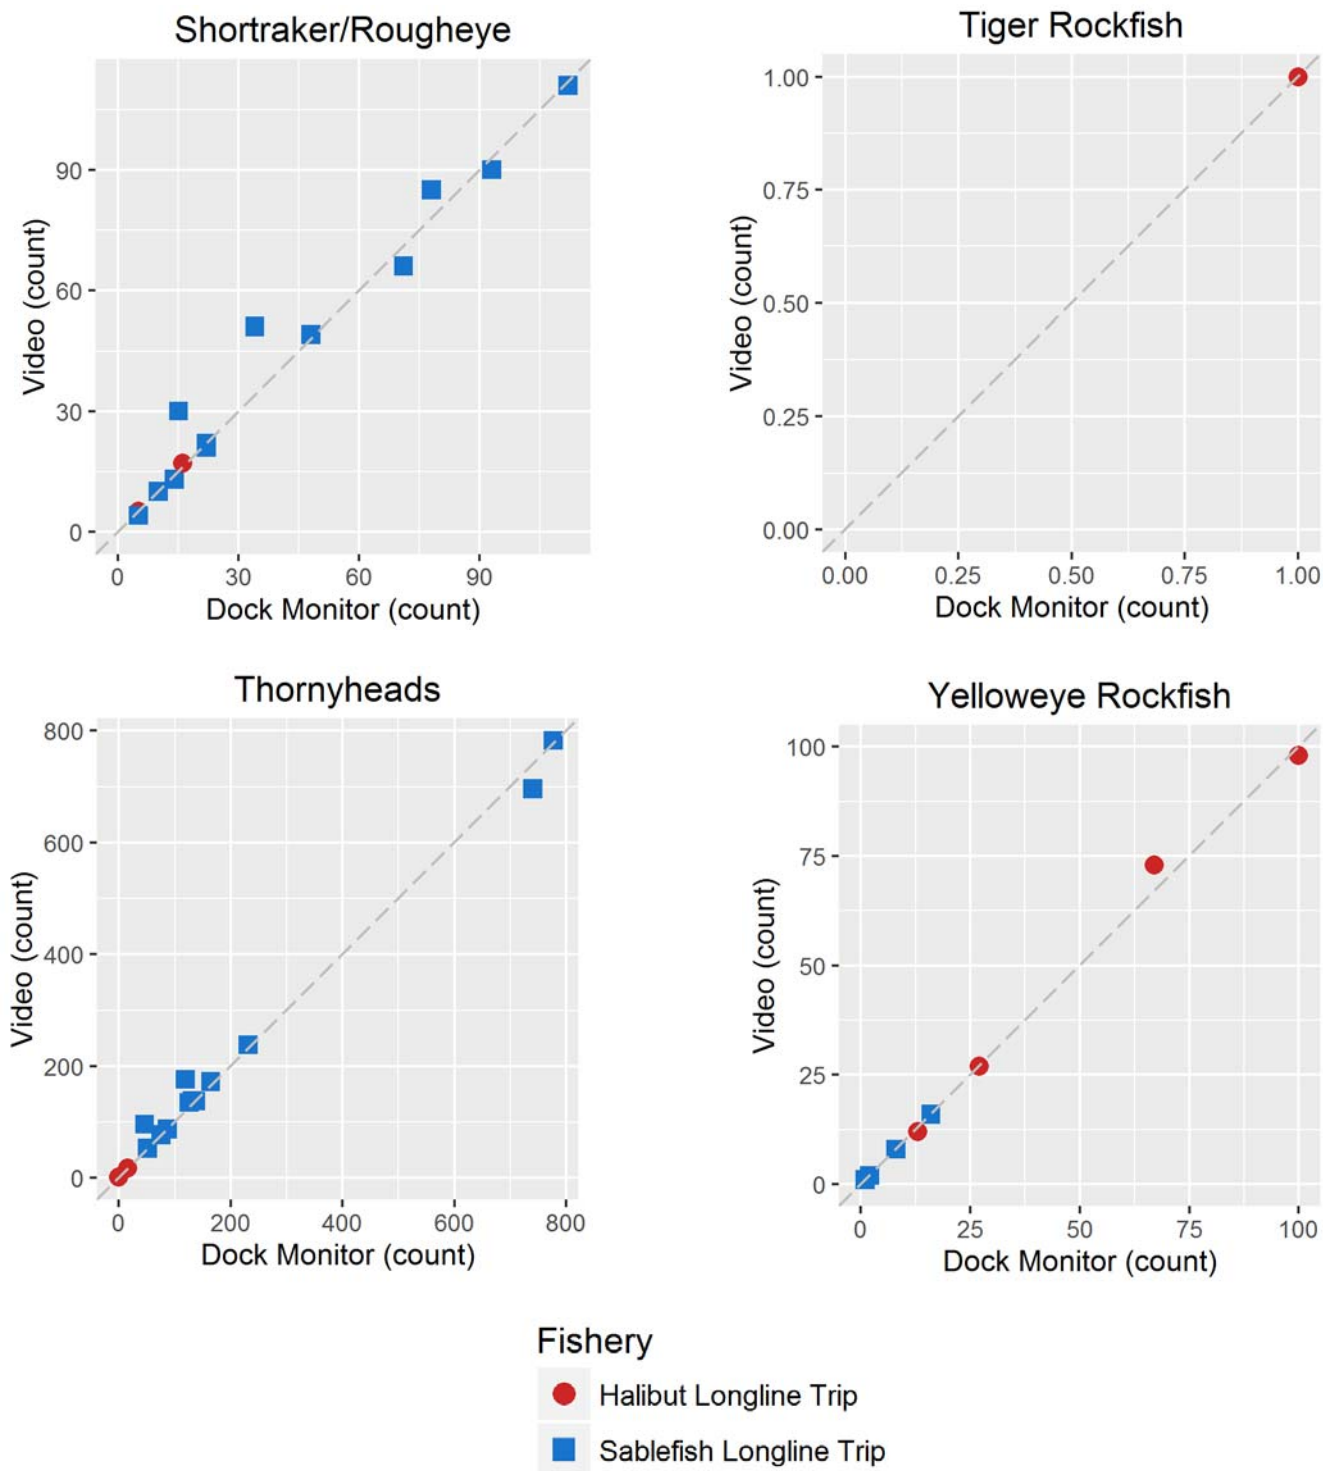 Shortraker/Rougheye
Tiger Rockfish
Video (count)
90
60
30
0
0 30 60 90
Dock Monitor (count)
Video (count)
1.00
0.75
0.50
0.25
0.00
0.00 0.25 0.50 0.75 1.00
Dock Monitor (count)
Thornyheads
Yelloweye Rockfish
Video (count)
800
600
400
200
0
0 200 400 600 800
Dock Monitor (count)
Video (count)
100
75
50
25
0
0 25 50 75 100
Dock Monitor (count)
Fishery
Halibut Longline Trip
Sablefish Longline Trip